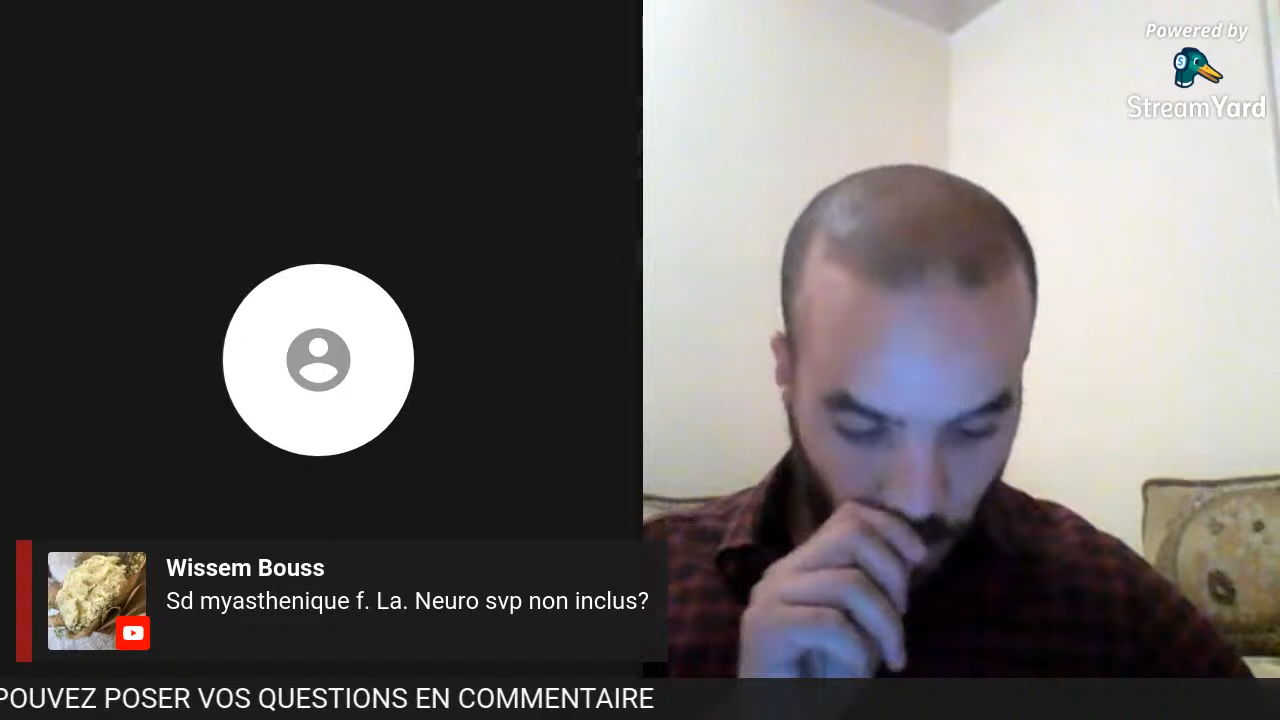 Powered by
StreamYard
Wissem Bouss
Sd myasthenique f. La. Neuro svp non inclus?
POUVEZ POSER VOS QUESTIONS EN COMMENTAIRE